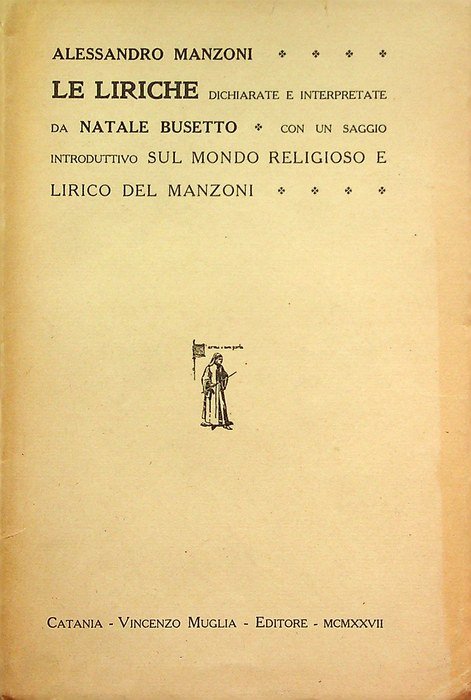 ALESSANDRO MANZONI
LE LIRICHE DICHIARATE E INTERPRETATE
DA NATALE BUSETTO CON UN SAGGIO
INTRODUTTIVO SUL MONDO RELIGIOSO E
LIRICO DEL MANZONI
CATANIA - VINCENZO MUGLIA - EDITORE - MCMXXVII